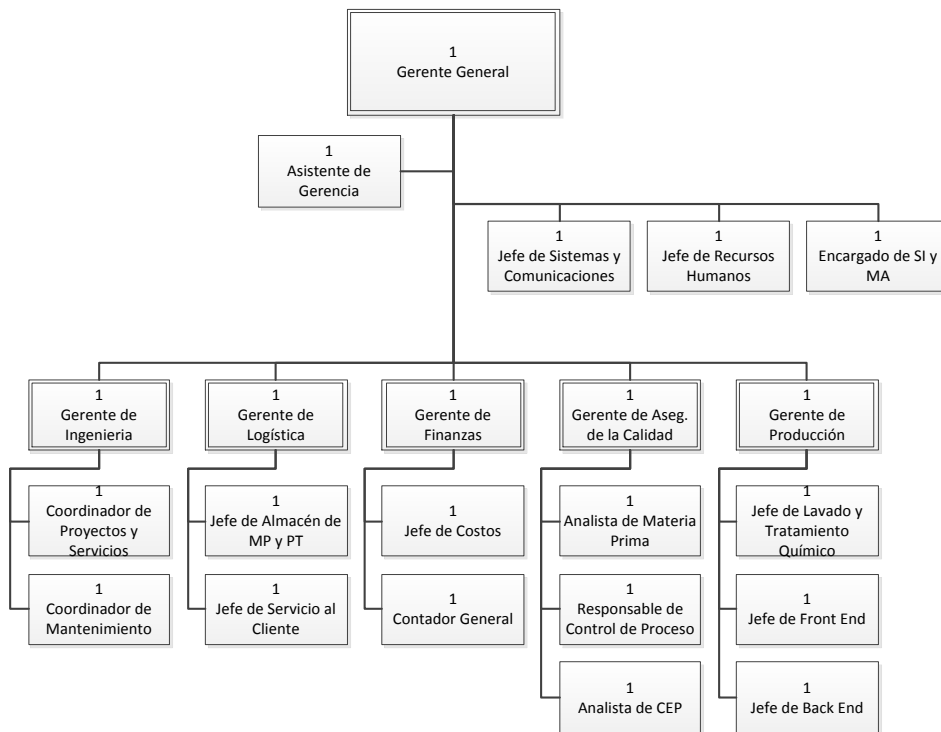 1
Gerente General
1
Asistente de
Gerencia
1
Jefe de Sistemas y
Comunicaciones
1
Jefe de Recursos
Humanos
1
Encargado de SI y
MA
1
Gerente de
Ingenieria
1
Gerente de
Logística
1
Gerente de
Finanzas
1
Gerente de Aseg.
de la Calidad
1
Gerente de
Producción
1
Coordinador de
Proyectos y
Servicios
1
Jefe de Almacén de
MP y PT
1
Jefe de Costos
1
Analista de Materia
Prima
1
Jefe de Lavado y
Tratamiento
Químico
1
Coordinador de
Mantenimiento
1
Jefe de Servicio al
Cliente
1
Contador General
1
Responsable de
Control de Proceso
1
Jefe de Front End
1
Analista de CEP
1
Jefe de Back End